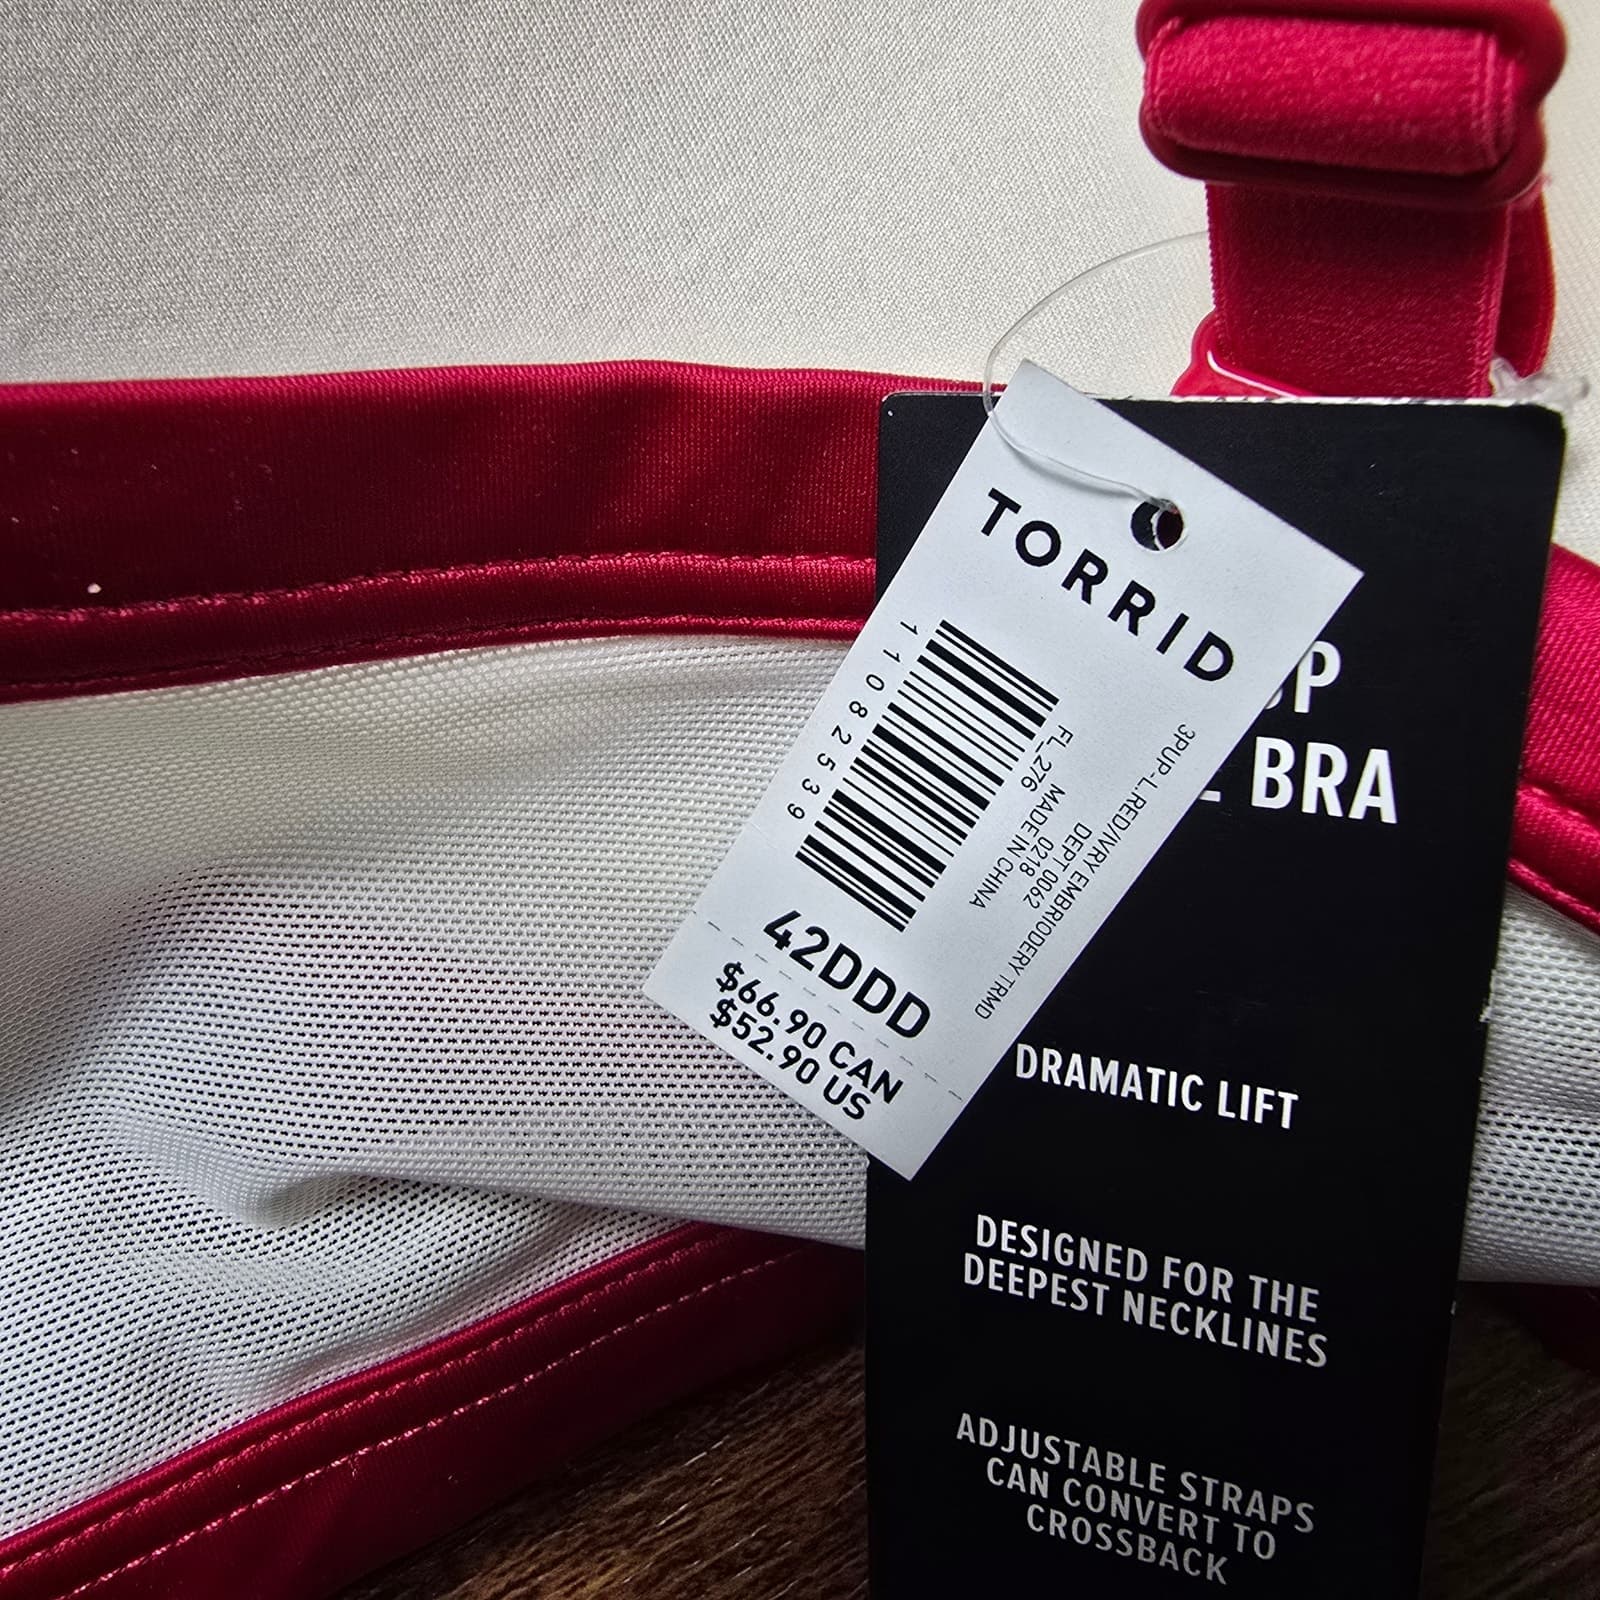 TORRID
11082539
3PUP-L.RED/IVRY EMBRIODERY TRMD
DEPT 0062
FL_276 0218
MADE IN CHINA
42DDD
$66.90 CAN
$52.90 US
BRA
DRAMATIC LIFT
DESIGNED FOR THE
DEEPEST NECKLINES
ADJUSTABLE STRAPS
CAN CONVERT TO
CROSSBACK